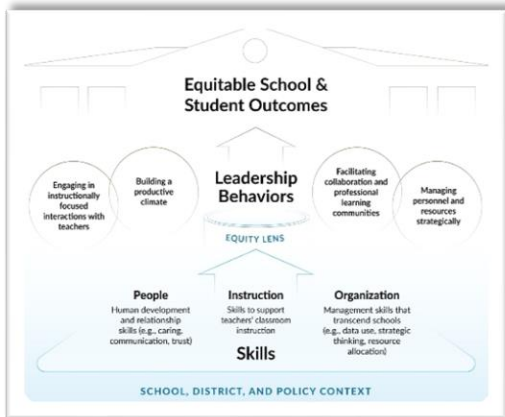 Equitable School &
Student Outcomes
Engaging in
instructionally
focused
interactions with
teachers
Building a
productive
climate
Leadership
Behaviors
Facilitating
collaboration and
professional
learning
communities
Managing
personnel and
resources
strategically
EQUITY LENS
People
Human development
and relationship
skills (e.g., caring,
communication, trust)
Instruction
Skills to support
teachers' classroom
instruction
Organization
Management skills that
transcend schools
(e.g., data use, strategic
thinking, resource
allocation)
Skills
SCHOOL, DISTRICT, AND POLICY CONTEXT